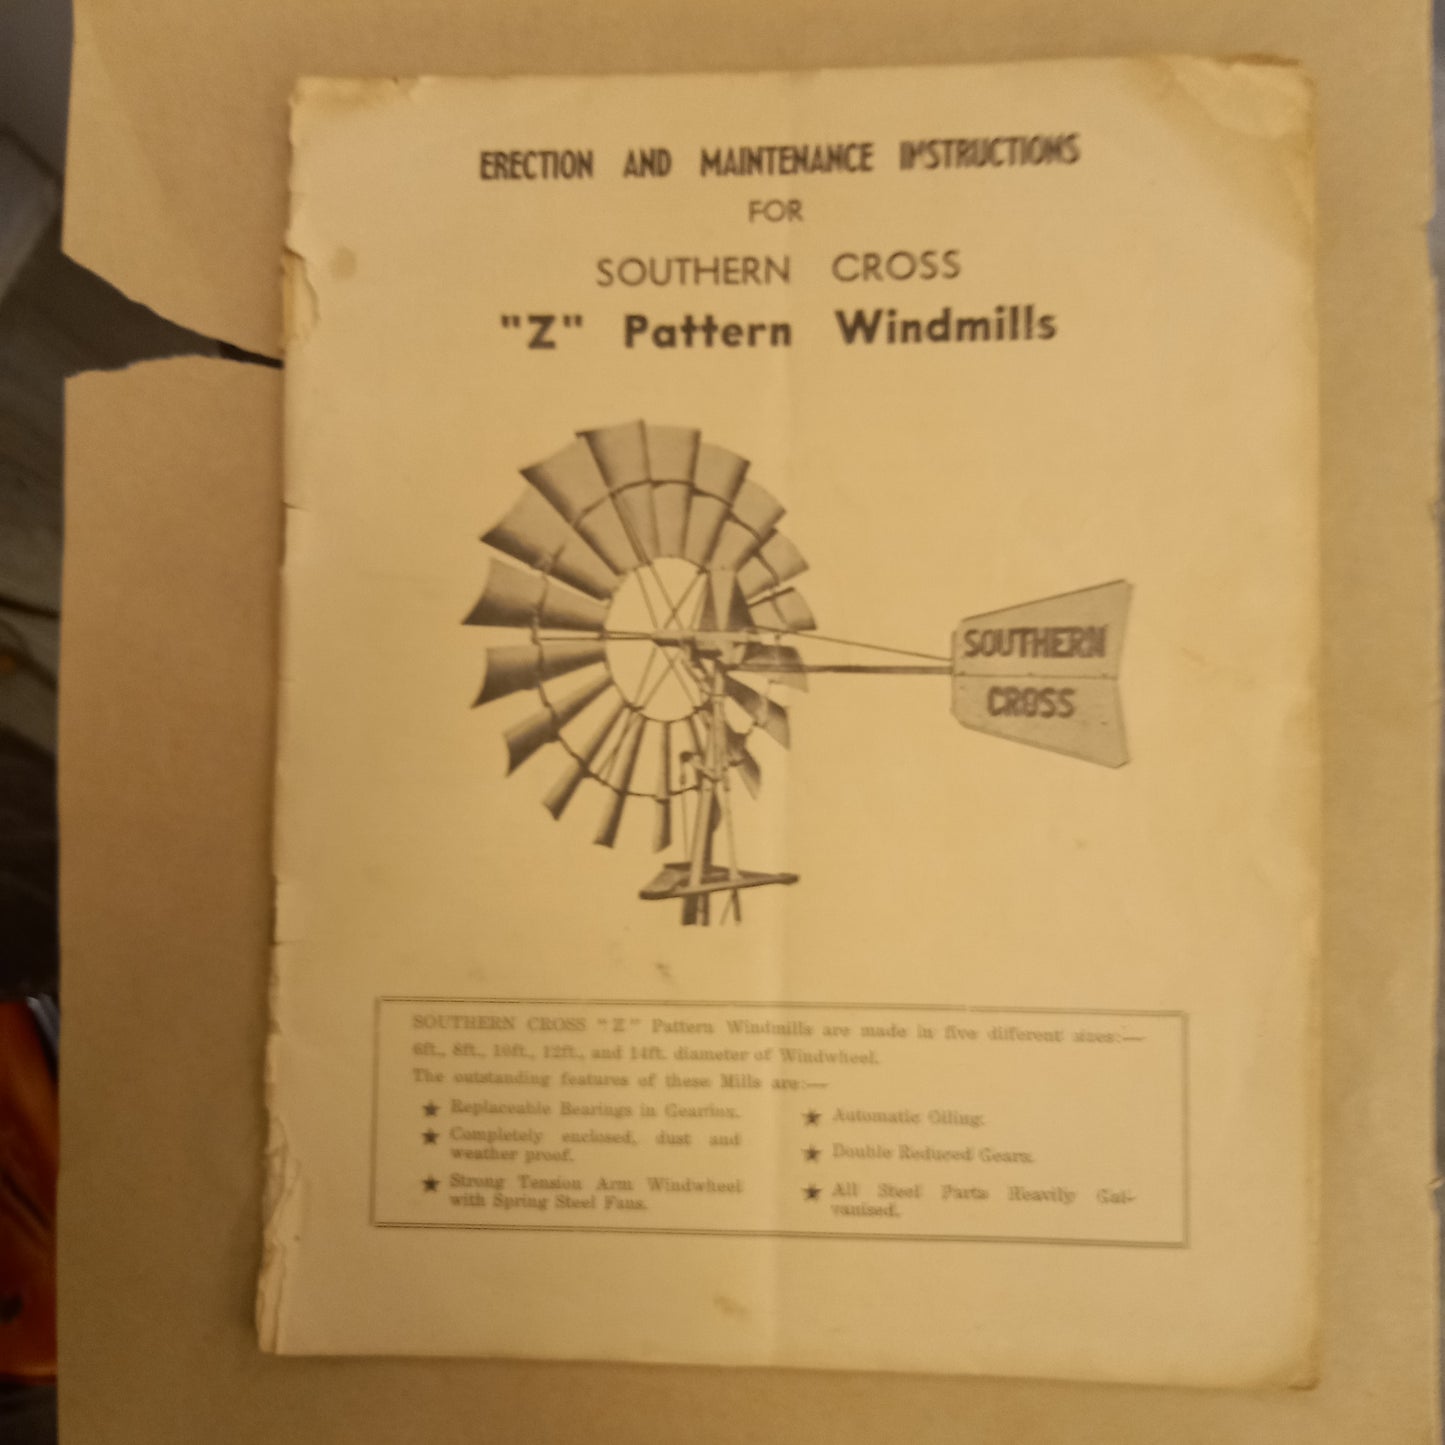 ERECTION AND MAINTENANCE INSTRUCTIONS
FOR
SOUTHERN CROSS
"Z" Pattern Windmills
SOUTHERN
CROSS
SOUTHERN CROSS "Z" Pattern Windmills are made in five different sizes:—
6ft., 8ft., 10ft., 12ft., and 14ft. diameter of Windwheel.
The outstanding features of these Mills are:—
★ Replaceable Bearings in Gearing.
★ Completely enclosed, dust and
weather proof.
★ Strong Tension Arm Windwheel
with Spring Steel Fans.
★ Automatic Oiling.
★ Double Reduced Gears.
★ All Steel Parts Heavily Gal-
vanised.